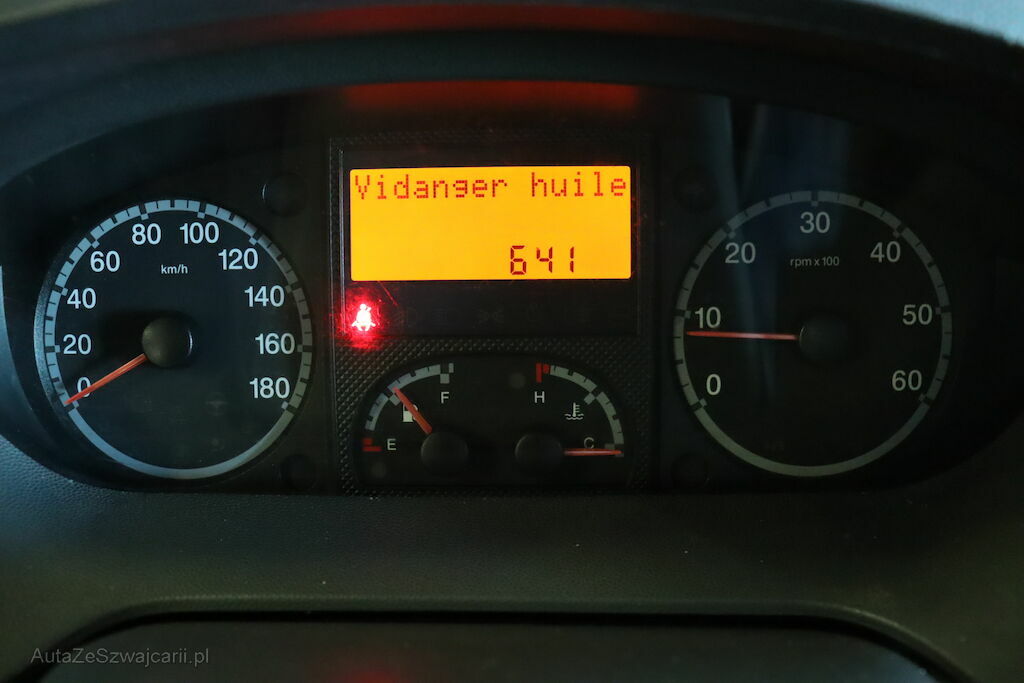 Vidanger huile
641
80 100
60 120
km/h
40 140
20 160
0 180
F
E
H
C
30
20 40
rpm x 100
10 50
0 60
AutaZeSzwajcarii.pl